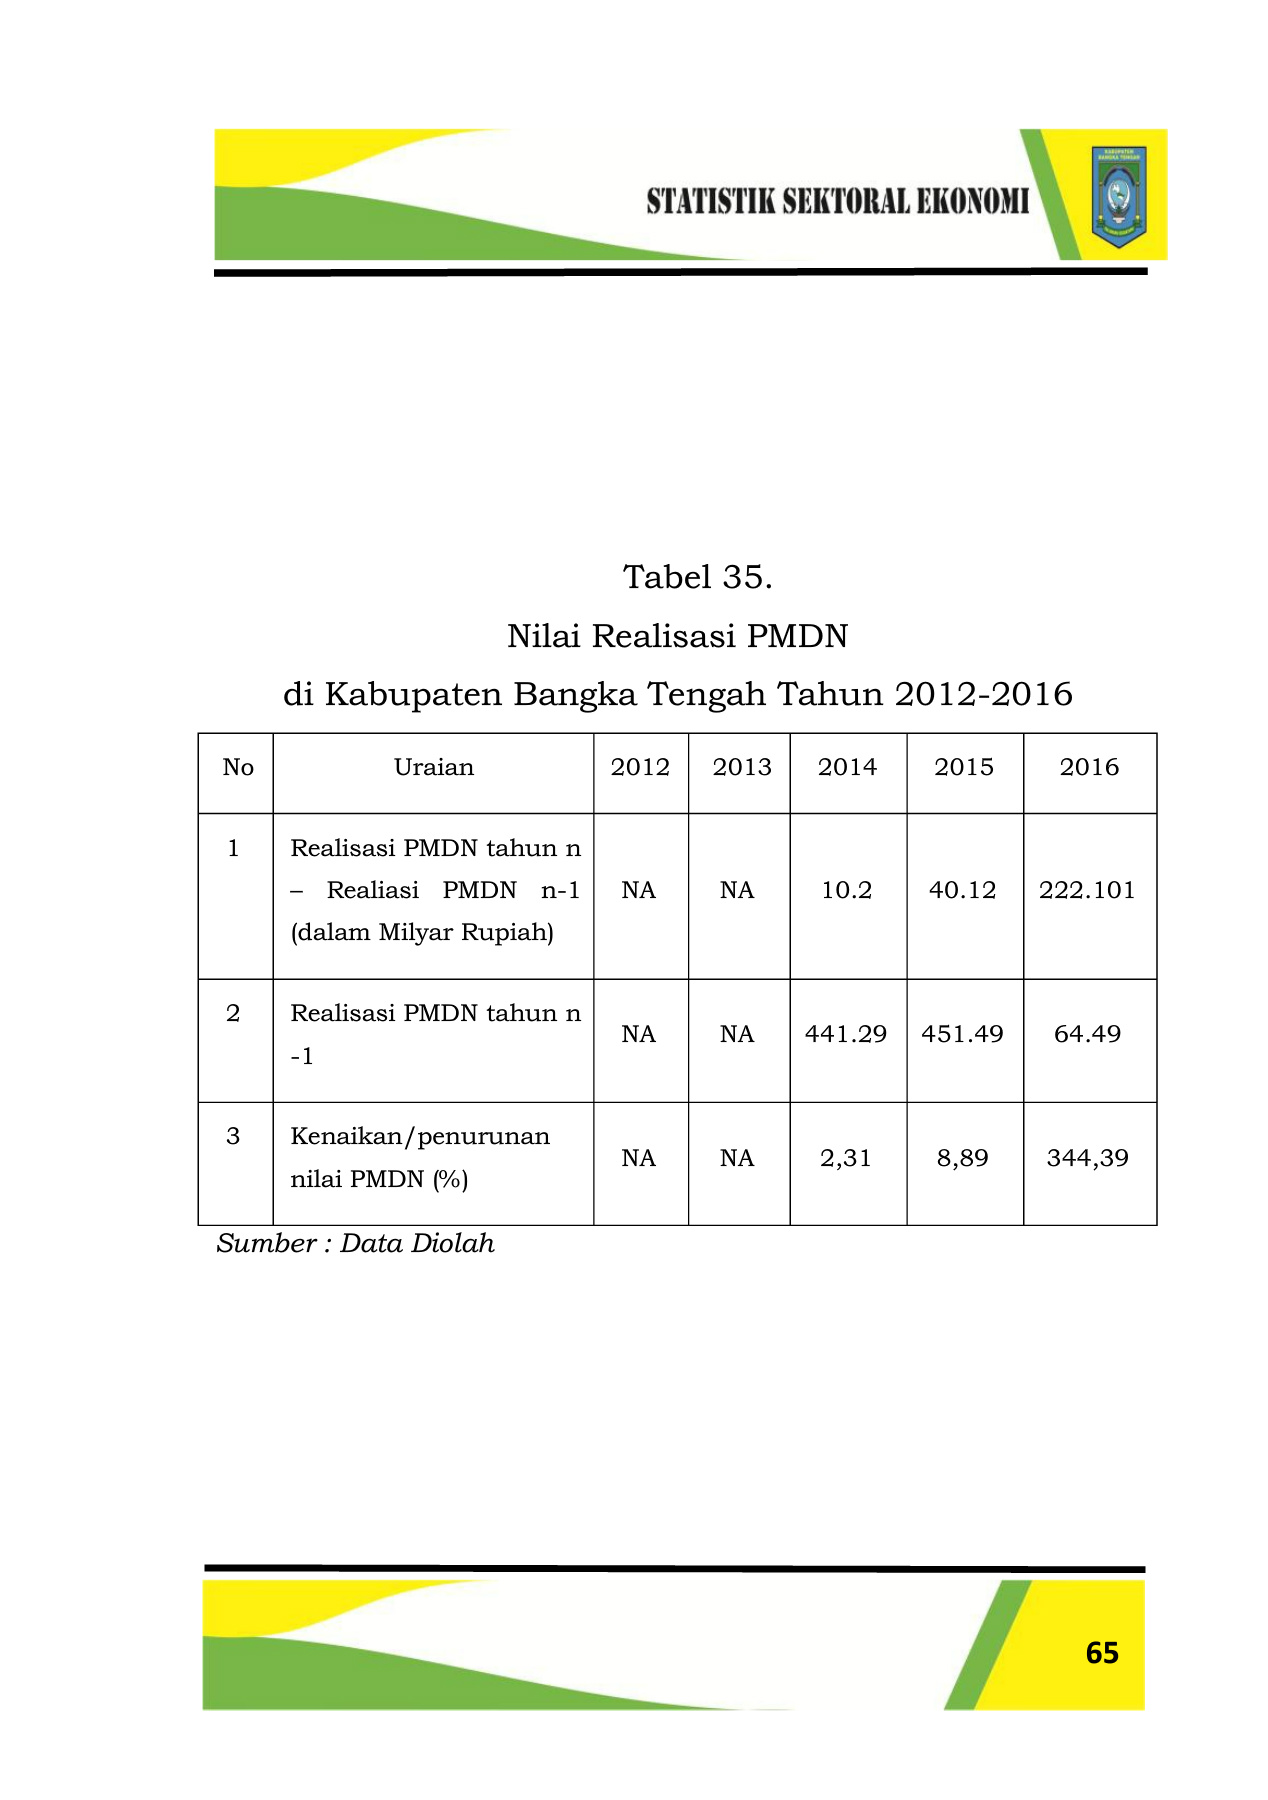 KABUPATEN
BANGKA TENGAH
STATISTIK SEKTORAL EKONOMI
Tabel 35.
Nilai Realisasi PMDN
di Kabupaten Bangka Tengah Tahun 2012-2016
No Uraian 2012 2013 2014 2015 2016
1 Realisasi PMDN tahun n
– Realiasi PMDN n-1 NA NA 10.2 40.12 222.101
(dalam Milyar Rupiah)
2 Realisasi PMDN tahun n
-1 NA NA 441.29 451.49 64.49
3 Kenaikan/penurunan
nilai PMDN (%) NA NA 2,31 8,89 344,39
Sumber : Data Diolah
65